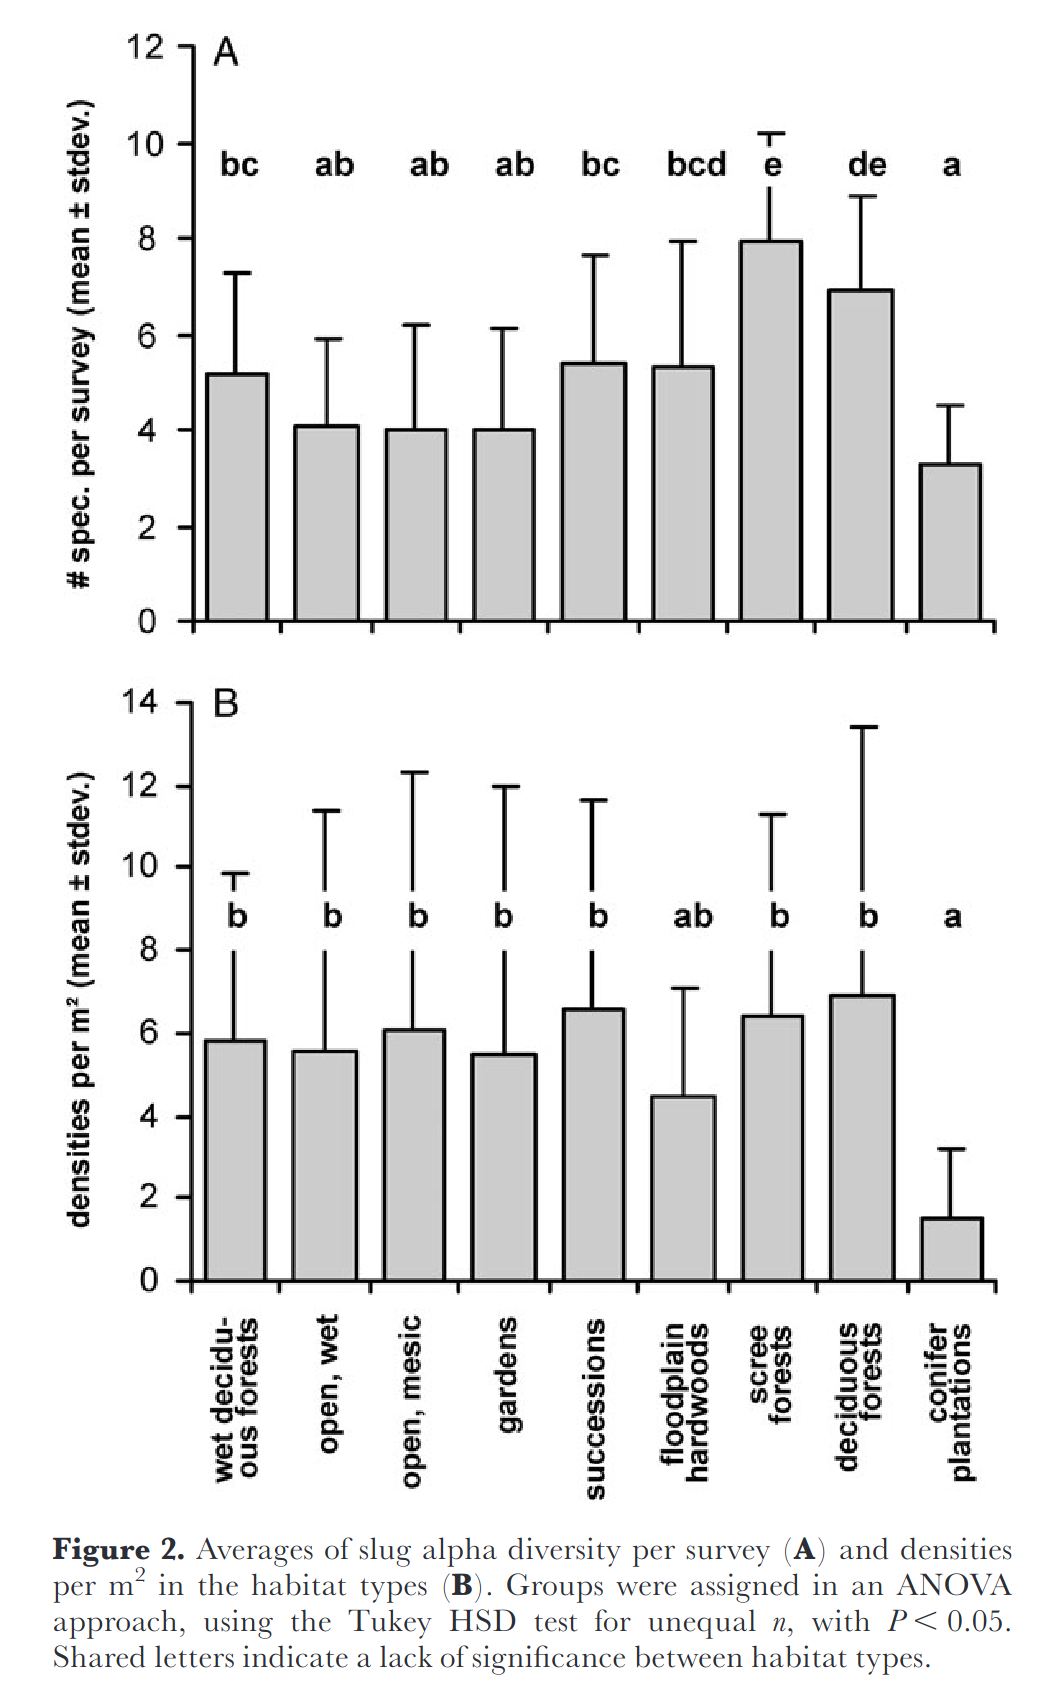 A
# spec. per survey (mean ± stdev.)
12
10
8
6
4
2
0
bc ab ab ab bc bcd e de a
B
densities per m² (mean ± stdev.)
14
12
10
8
6
4
2
0
b b b b b ab b b a
wet decidu-
ous forests
open, wet
open, mesic
gardens
successions
floodplain
hardwoods
scree
forests
deciduous
forests
conifer
plantations
Figure 2. Averages of slug alpha diversity per survey (A) and densities
per m² in the habitat types (B). Groups were assigned in an ANOVA
approach, using the Tukey HSD test for unequal n, with P < 0.05.
Shared letters indicate a lack of significance between habitat types.